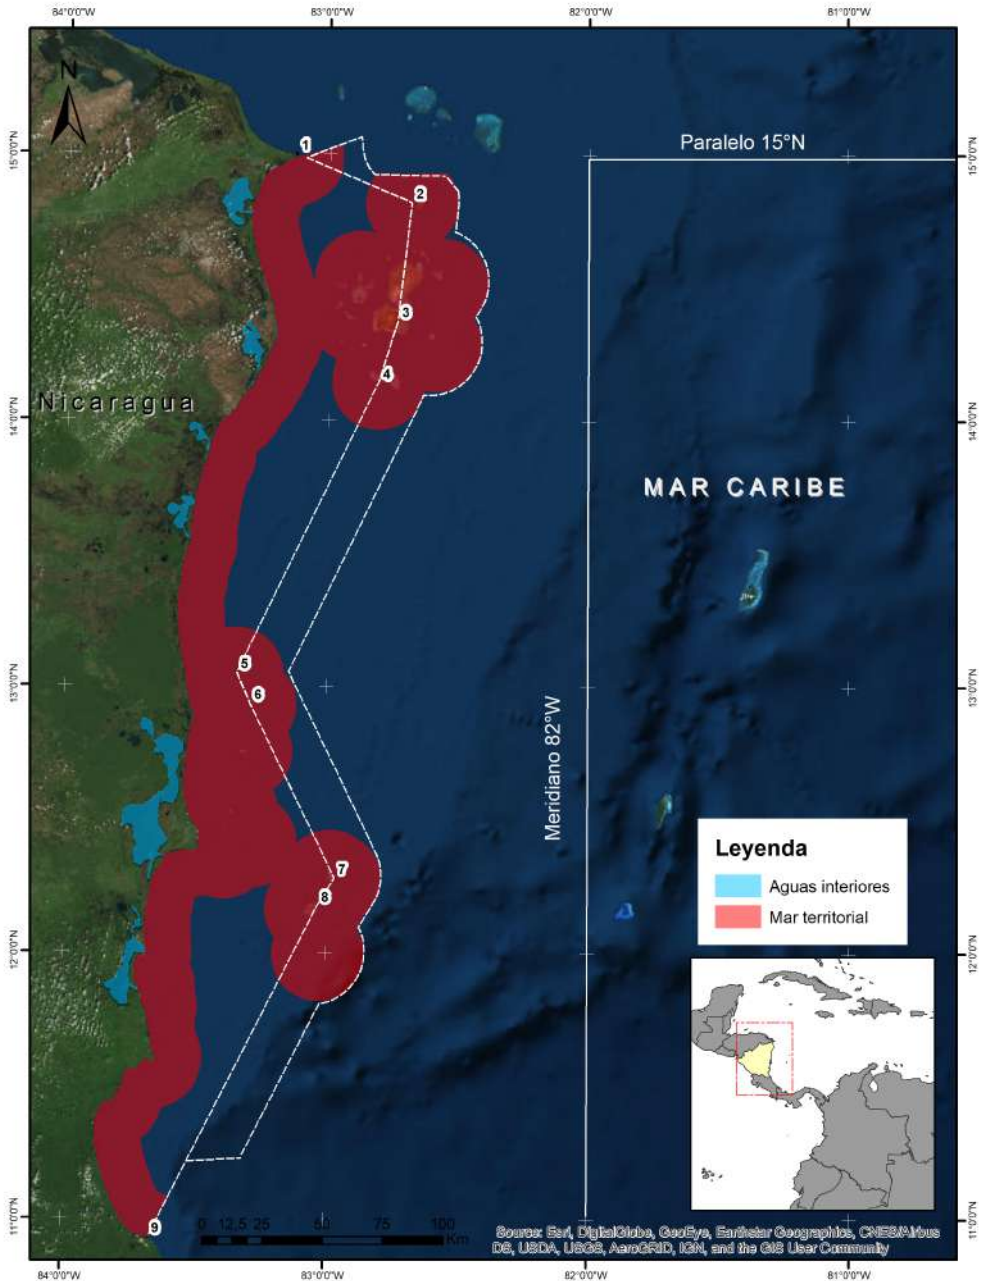 84°0'0"W 83°0'0"W 82°0'0"W 81°0'0"W
N
1
Paralelo 15°N
15°0'0"N 15°0'0"N
2
3
4
Nicaragua
14°0'0"N 14°0'0"N
MAR CARIBE
5
6
13°0'0"N 13°0'0"N
Meridiano 82°W
7
8
Leyenda
Aguas interiores
Mar territorial
12°0'0"N 12°0'0"N
9
11°0'0"N 11°0'0"N
0 12,5 25 50 75 100
Km
Source: Esri, DigitalGlobe, GeoEye, Earthstar Geographics, CNES/Airbus
DS, USDA, USGS, AeroGRID, IGN, and the GIS User Community
84°0'0"W 83°0'0"W 82°0'0"W 81°0'0"W